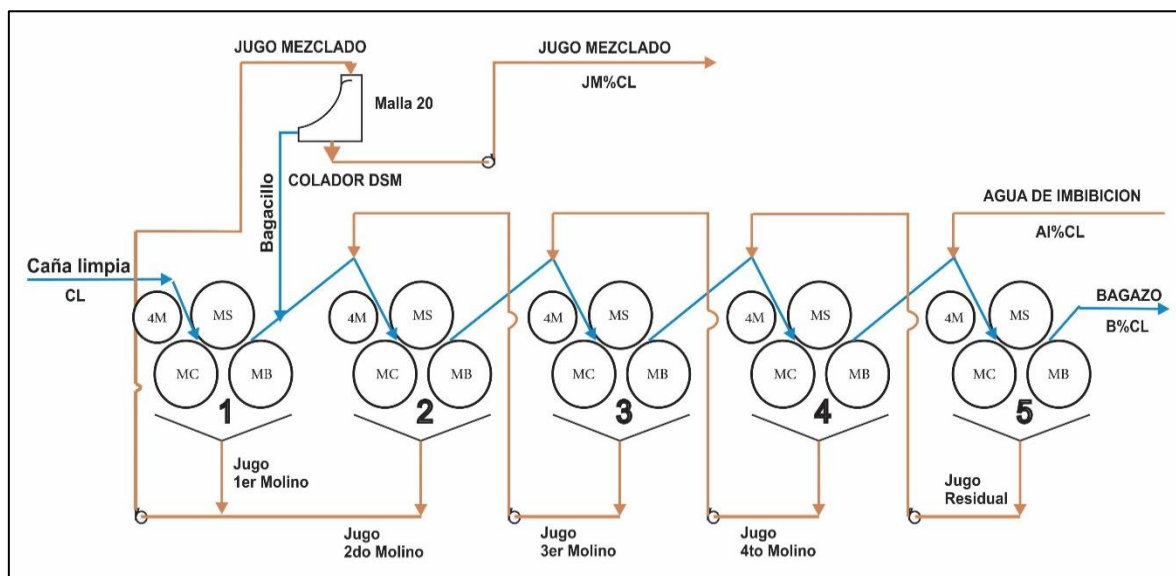 JUGO MEZCLADO
JUGO MEZCLADO
JM%CL
Malla 20
COLADOR DSM
Bagacillo
AGUA DE IMBIBICION
AI%CL
Caña limpia
CL
BAGAZO
B%CL
4M
MS
MC
MB
1
4M
MS
MC
MB
2
4M
MS
MC
MB
3
4M
MS
MC
MB
4
4M
MS
MC
MB
5
Jugo
1er Molino
Jugo
2do Molino
Jugo
3er Molino
Jugo
4to Molino
Jugo
Residual